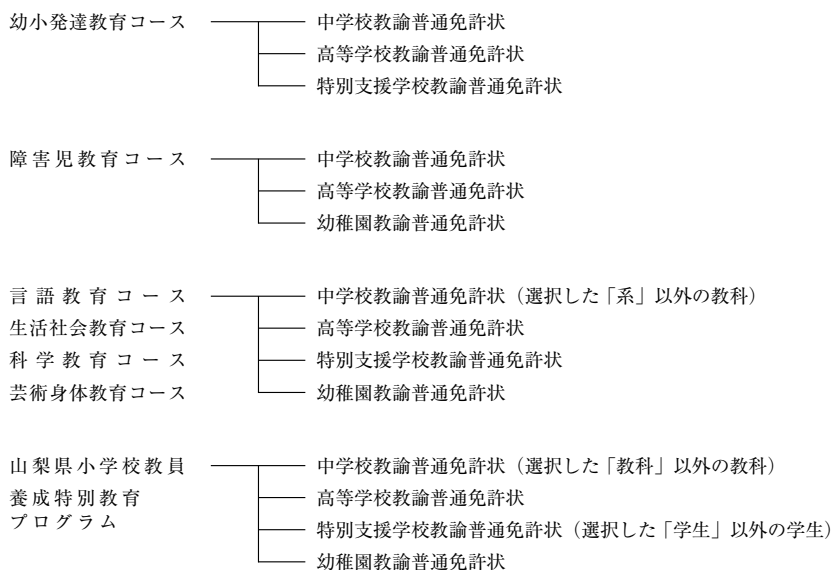 幼小発達教育コース 中学校教諭普通免許状
高等学校教諭普通免許状
特別支援学校教諭普通免許状
障害児教育コース 中学校教諭普通免許状
高等学校教諭普通免許状
幼稚園教諭普通免許状
言語教育コース 中学校教諭普通免許状（選択した「系」以外の教科）
生活社会教育コース 高等学校教諭普通免許状
科学教育コース 特別支援学校教諭普通免許状
芸術身体教育コース 幼稚園教諭普通免許状
山梨県小学校教員 中学校教諭普通免許状（選択した「教科」以外の教科）
養成特別教育 高等学校教諭普通免許状
プログラム 特別支援学校教諭普通免許状（選択した「学生」以外の学生）
幼稚園教諭普通免許状